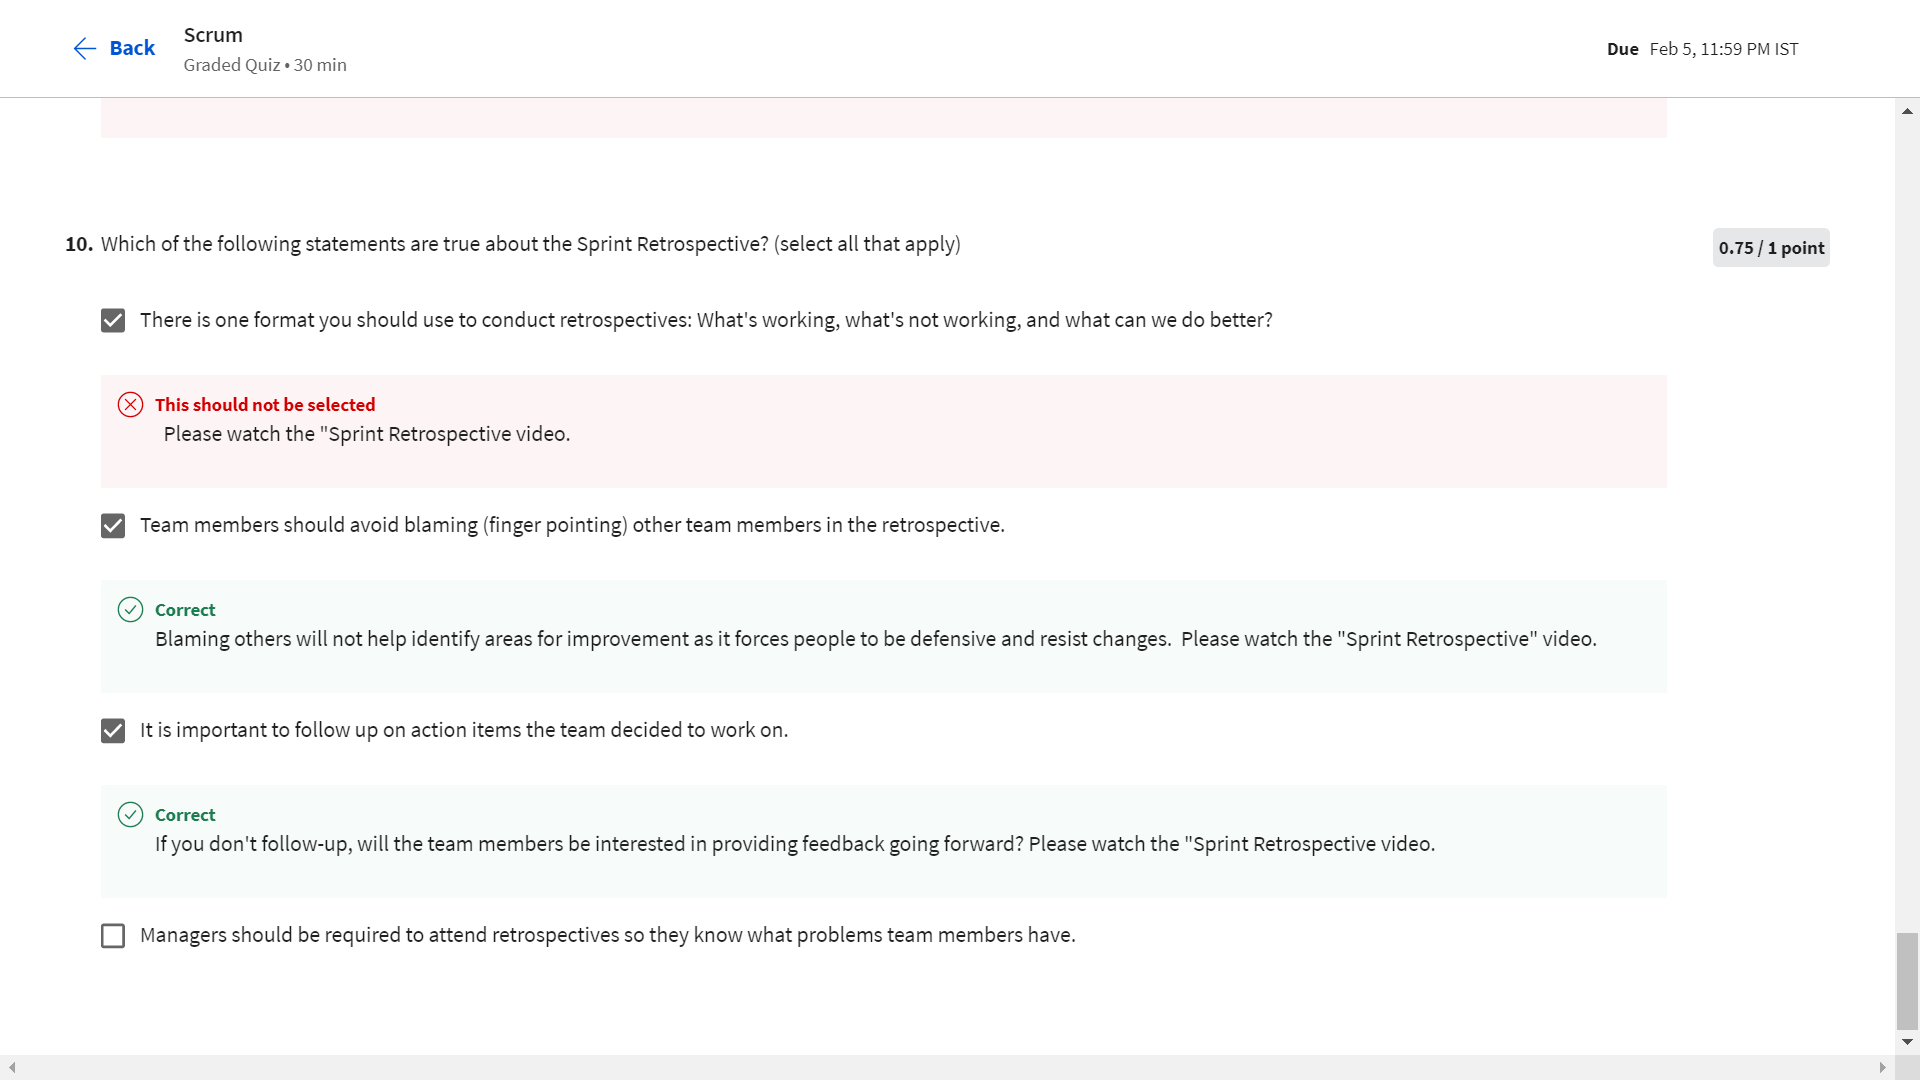 Back
Scrum
Graded Quiz • 30 min
Due Feb 5, 11:59 PM IST
10. Which of the following statements are true about the Sprint Retrospective? (select all that apply)
0.75 / 1 point
There is one format you should use to conduct retrospectives: What's working, what's not working, and what can we do better?
This should not be selected
Please watch the "Sprint Retrospective video.
Team members should avoid blaming (finger pointing) other team members in the retrospective.
Correct
Blaming others will not help identify areas for improvement as it forces people to be defensive and resist changes.  Please watch the "Sprint Retrospective" video.
It is important to follow up on action items the team decided to work on.
Correct
If you don't follow-up, will the team members be interested in providing feedback going forward? Please watch the "Sprint Retrospective video.
Managers should be required to attend retrospectives so they know what problems team members have.